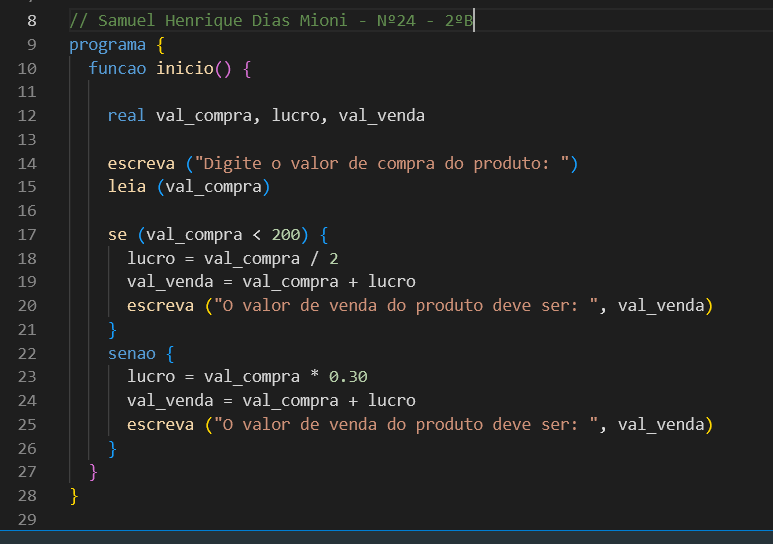 8 // Samuel Henrique Dias Mioni - Nº24 - 2ºB
9 programa {
10 funcao inicio() {
11
12 real val_compra, lucro, val_venda
13
14 escreva ("Digite o valor de compra do produto: ")
15 leia (val_compra)
16
17 se (val_compra < 200) {
18 lucro = val_compra / 2
19 val_venda = val_compra + lucro
20 escreva ("O valor de venda do produto deve ser: ", val_venda)
21 }
22 senao {
23 lucro = val_compra * 0.30
24 val_venda = val_compra + lucro
25 escreva ("O valor de venda do produto deve ser: ", val_venda)
26 }
27 }
28 }
29